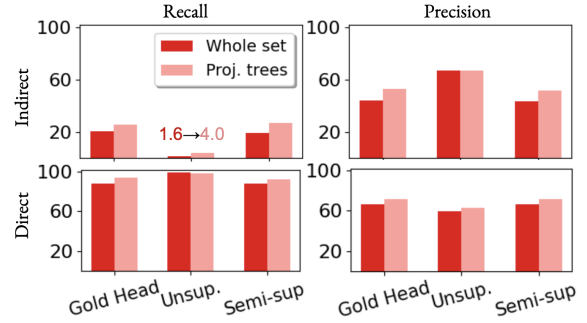 Recall
Precision
Indirect
100
60
20
Whole set
Proj. trees
1.6→4.0
100
60
20
Direct
100
60
20
Gold Head
Unsup.
Semi-sup
100
60
20
Gold Head
Unsup.
Semi-sup